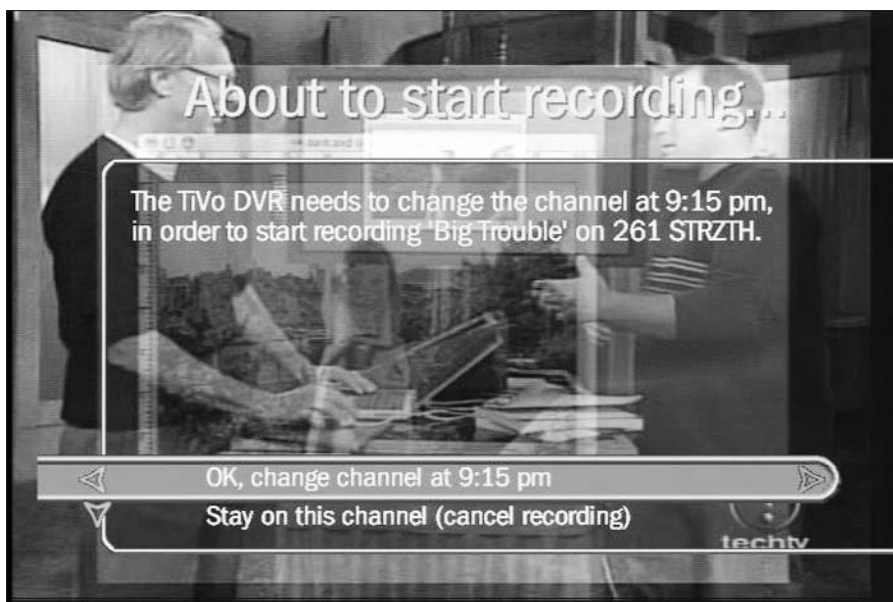 About to start recording...
The TiVo DVR needs to change the channel at 9:15 pm,
in order to start recording 'Big Trouble' on 261 STRZTH.
OK, change channel at 9:15 pm
Stay on this channel (cancel recording)
techtv